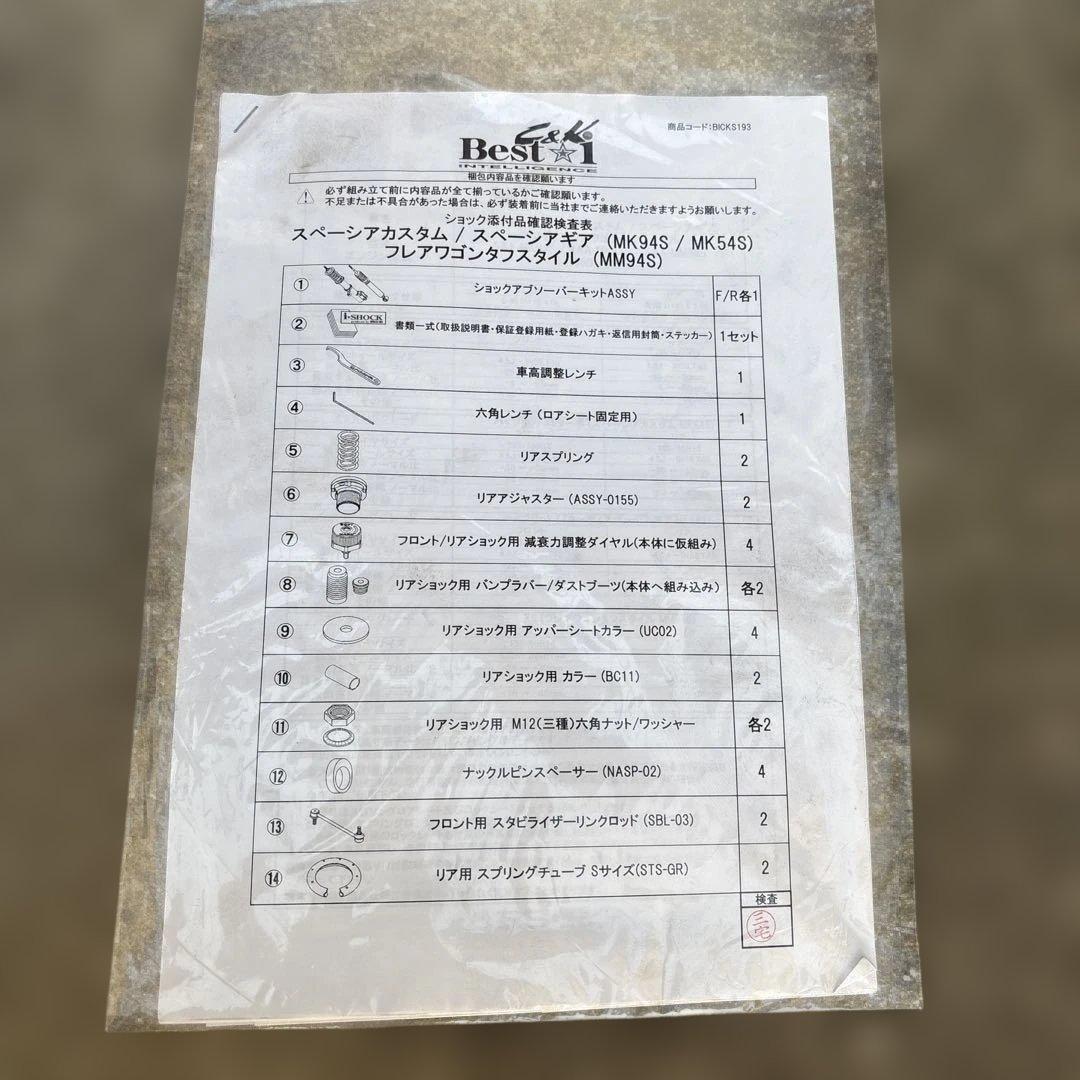 商品コード:BICKS193
C&K
Best☆i
INTELLIGENCE
梱包内容品を確認願います
必ず組み立て前に内容品が全て揃っているかご確認願います。
不足または不具合があった場合は、必ず装着前に当社までご連絡いただきますようお願いします。
ショック添付品確認検査表
スペーシアカスタム / スペーシアギア (MK94S / MK54S)
フレアワゴンタフスタイル (MM94S)
① ショックアブソーバーキットASSY F/R各1
② i-SHOCK 書類一式(取扱説明書・保証登録用紙・登録ハガキ・返信用封筒・ステッカー) 1セット
③ 車高調整レンチ 1
④ 六角レンチ (ロアシート固定用) 1
⑤ リアスプリング 2
⑥ リアアジャスター (ASSY-0155) 2
⑦ フロント/リアショック用 減衰力調整ダイヤル(本体に仮組み) 4
⑧ リアショック用 バンプラバー/ダストブーツ(本体へ組み込み) 各2
⑨ リアショック用 アッパーシートカラー (UC02) 4
⑩ リアショック用 カラー (BC11) 2
⑪ リアショック用 M12(三種)六角ナット/ワッシャー 各2
⑫ ナックルピンスペーサー (NASP-02) 4
⑬ フロント用 スタビライザーリンクロッド (SBL-03) 2
⑭ リア用 スプリングチューブ Sサイズ(STS-GR) 2
検査
三宅